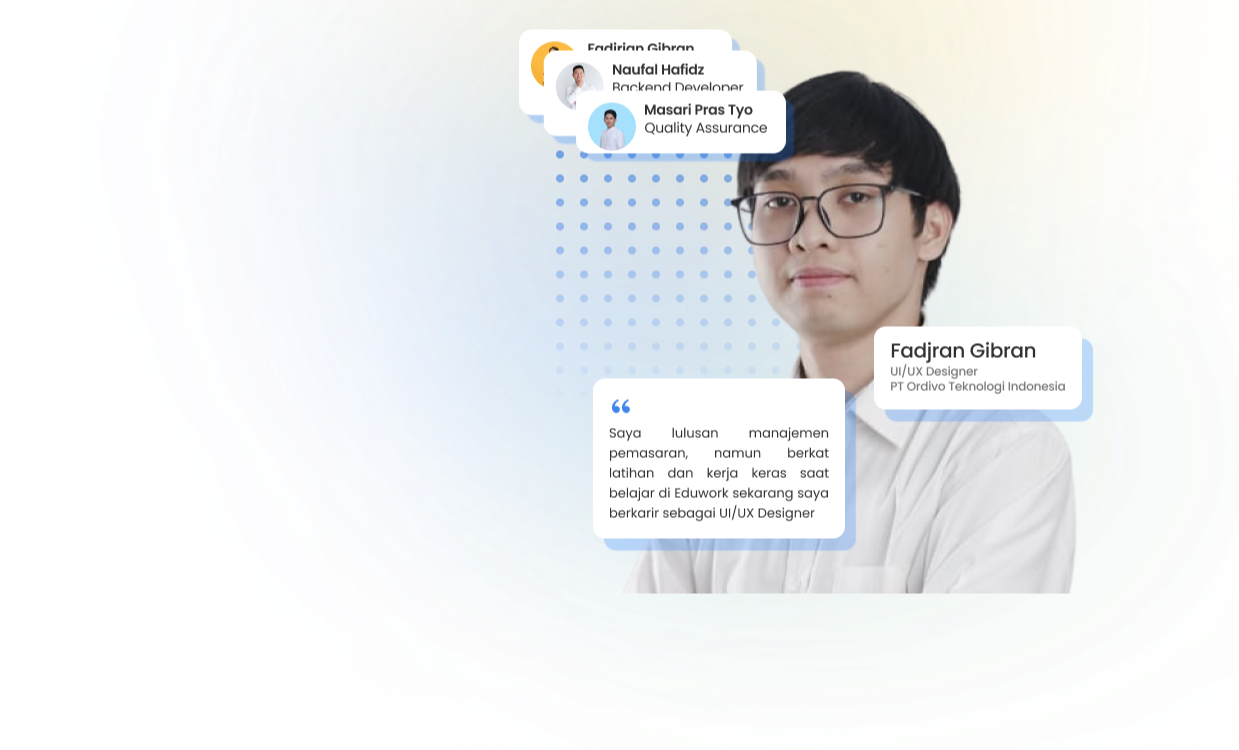 Fadjrian Gibran
Naufal Hafidz
Backend Developer
Masari Pras Tyo
Quality Assurance
Fadjran Gibran
UI/UX Designer
PT Ordivo Teknologi Indonesia
“
Saya lulusan manajemen
pemasaran, namun berkat
latihan dan kerja keras saat
belajar di Eduwork sekarang saya
berkarir sebagai UI/UX Designer